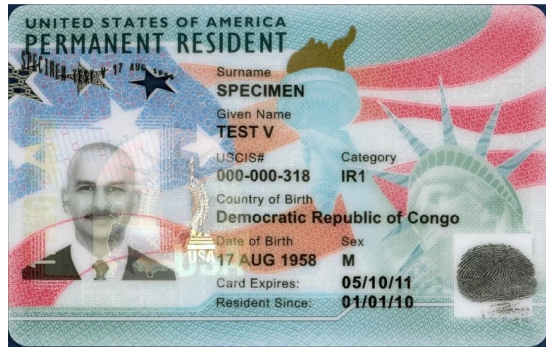 UNITED STATES OF AMERICA
PERMANENT RESIDENT
SPECIMEN TEST V 17 AUG
Surname
SPECIMEN
Given Name
TEST V
USCIS# Category
000-000-318 IR1
Country of Birth
Democratic Republic of Congo
Date of Birth Sex
17 AUG 1958 M
USA
USA
Card Expires: 05/10/11
Resident Since: 01/01/10